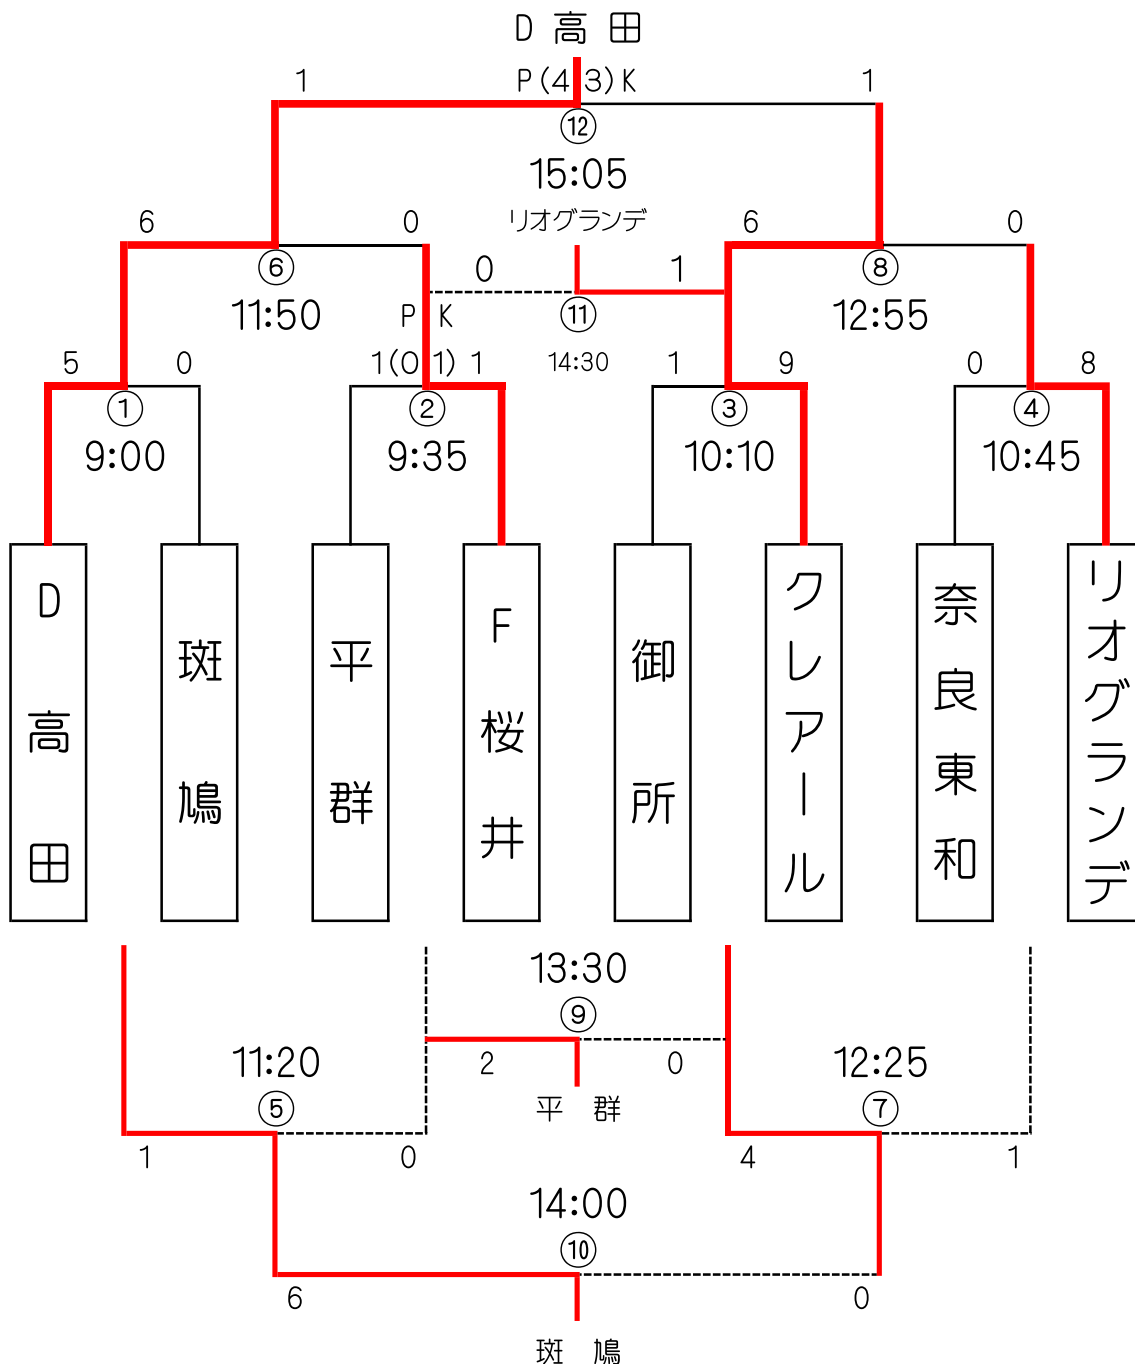 D 高 田
1 P(4 3)K 1
⑫
15:05
リオグランデ
6 0 6 0
⑥ ⑧
0 1
11:50 ⑪ 12:55
P K
5 0 1(0 1)1 14:30 1 9 0 8
① ② ③ ④
9:00 9:35 10:10 10:45
D高田
斑鳩
平群
F桜井
御所
クレアール
奈良東和
リオグランデ
13:30
⑨
11:20 2 0 12:25
⑤ 平 群 ⑦
1 0 4 1
14:00
⑩
6 0
斑 鳩